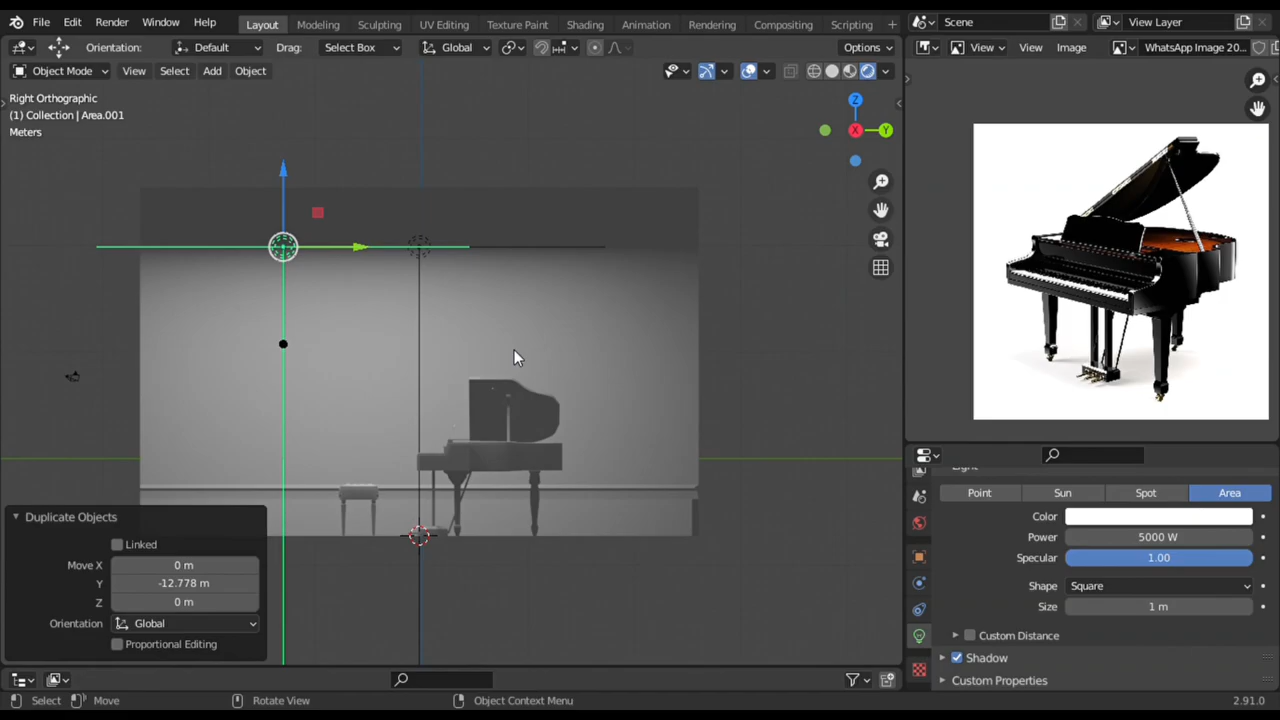 File Edit Render Window Help Layout Modeling Sculpting UV Editing Texture Paint Shading Animation Rendering Compositing Scripting + Scene View Layer
Orientation: Default Drag: Select Box Global Options View View Image WhatsApp Image 20...
Object Mode View Select Add Object
Right Orthographic
(1) Collection | Area.001
Meters
Z
X Y
Light
Point Sun Spot Area
Color
Power 5000 W
Specular 1.00
Shape Square
Size 1 m
Custom Distance
Shadow
Custom Properties
Duplicate Objects
Linked
Move X 0 m
Y -12.778 m
Z 0 m
Orientation Global
Proportional Editing
Select Move Rotate View Object Context Menu 2.91.0